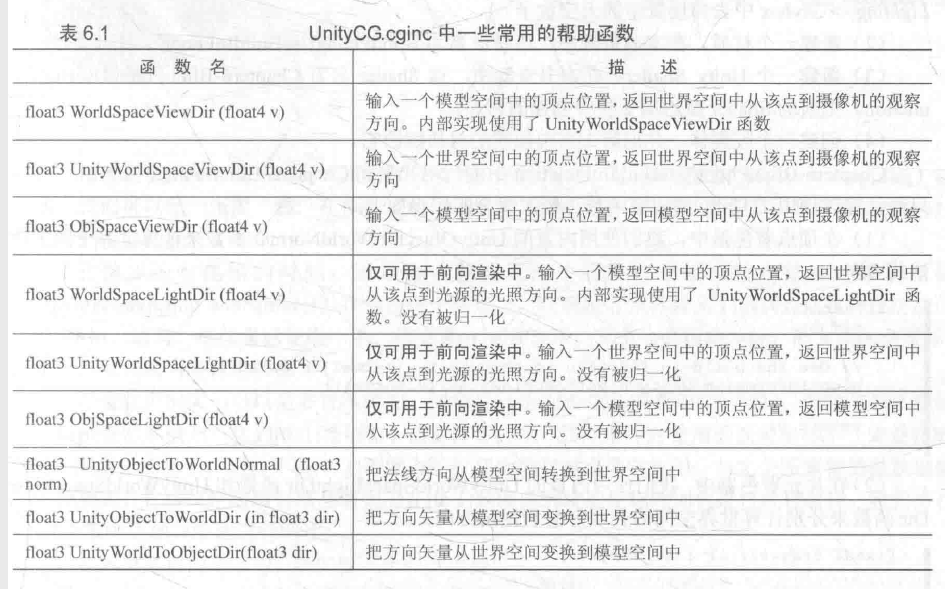 表 6.1 UnityCG.cginc 中一些常用的帮助函数
函 数 名 描 述
float3 WorldSpaceViewDir (float4 v) 输入一个模型空间中的顶点位置，返回世界空间中从该点到摄像机的观察
方向。内部实现使用了 UnityWorldSpaceViewDir 函数
float3 UnityWorldSpaceViewDir (float4 v) 输入一个世界空间中的顶点位置，返回世界空间中从该点到摄像机的观察
方向
float3 ObjSpaceViewDir (float4 v) 输入一个模型空间中的顶点位置，返回模型空间中从该点到摄像机的观察
方向
float3 WorldSpaceLightDir (float4 v) 仅可用于前向渲染中。输入一个模型空间中的顶点位置，返回世界空间中
从该点到光源的光照方向。内部实现使用了 UnityWorldSpaceLightDir 函
数。没有被归一化
float3 UnityWorldSpaceLightDir (float4 v) 仅可用于前向渲染中。输入一个世界空间中的顶点位置，返回世界空间中
从该点到光源的光照方向。没有被归一化
float3 ObjSpaceLightDir (float4 v) 仅可用于前向渲染中。输入一个模型空间中的顶点位置，返回模型空间中
从该点到光源的光照方向。没有被归一化
float3 UnityObjectToWorldNormal (float3
norm) 把法线方向从模型空间转换到世界空间中
float3 UnityObjectToWorldDir (in float3 dir) 把方向矢量从模型空间变换到世界空间中
float3 UnityWorldToObjectDir(float3 dir) 把方向矢量从世界空间变换到模型空间中